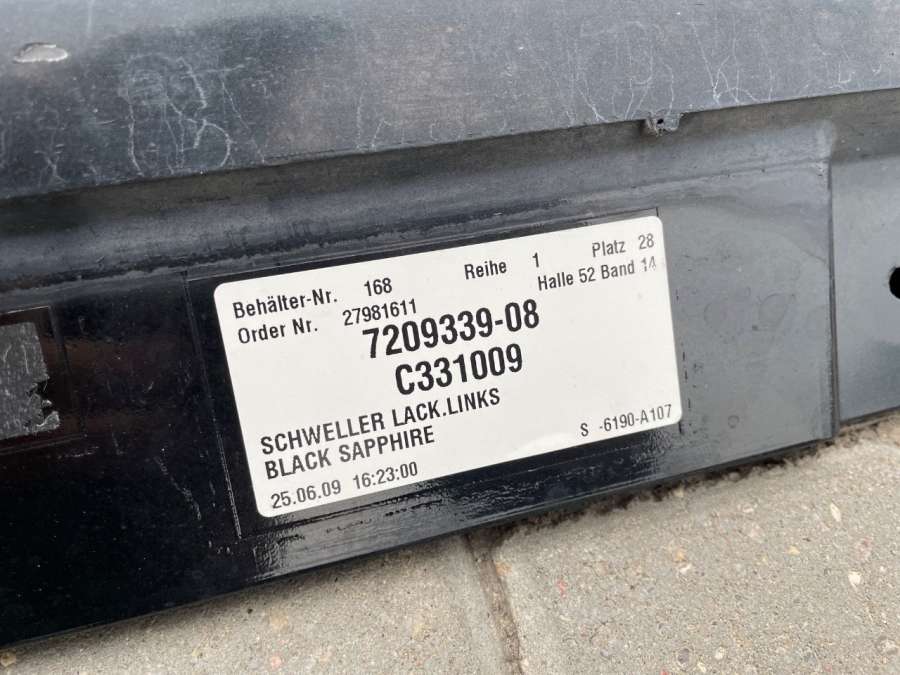 Behälter-Nr. 168 Reihe 1 Platz 28
Order Nr. 27981611 Halle 52 Band 14
7209339-08
C331009
SCHWELLER LACK.LINKS
BLACK SAPPHIRE
25.06.09 16:23:00 S -6190-A107